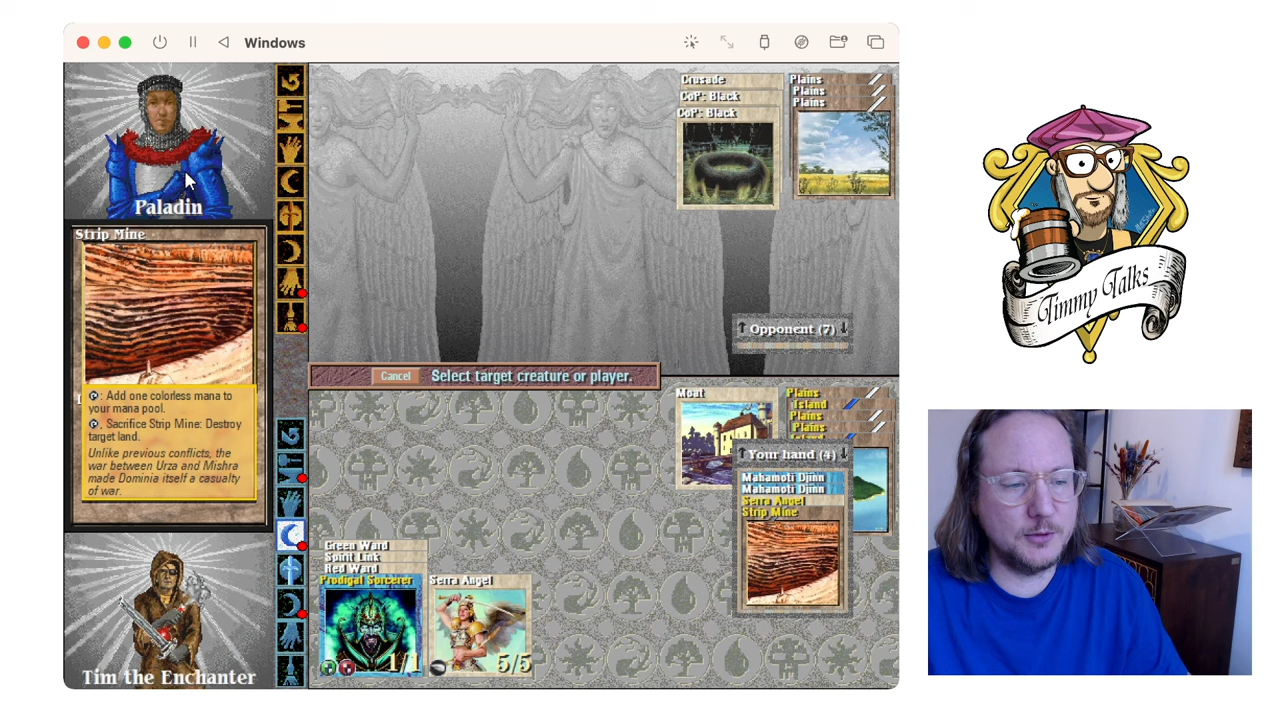 Windows
Paladin
Strip Mine
: Add one colorless mana to
your mana pool.
, Sacrifice Strip Mine: Destroy
target land.
Unlike previous conflicts, the
war between Urza and Mishra
made Dominia itself a casualty
of war.
Tim the Enchanter
Crusade
CoP: Black
CoP: Black
Plains
Plains
Plains
Opponent (7)
Cancel
Select target creature or player.
Moat
Plains
Island
Plains
Plains
Your hand (4)
Mahamoti Djinn
Mahamoti Djinn
Serra Angel
Strip Mine
Green Ward
Spirit Link
Red Ward
Prodigal Sorcerer
1/1
Serra Angel
5/5
Timmy Talks